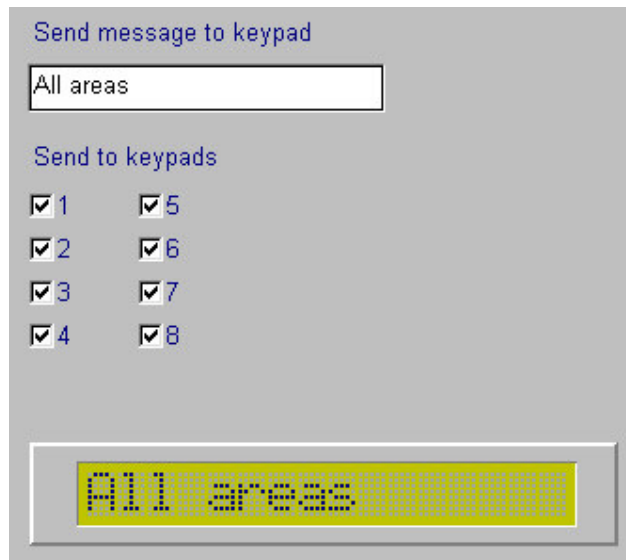 Send message to keypad
All areas
Send to keypads
1 5
2 6
3 7
4 8
All areas